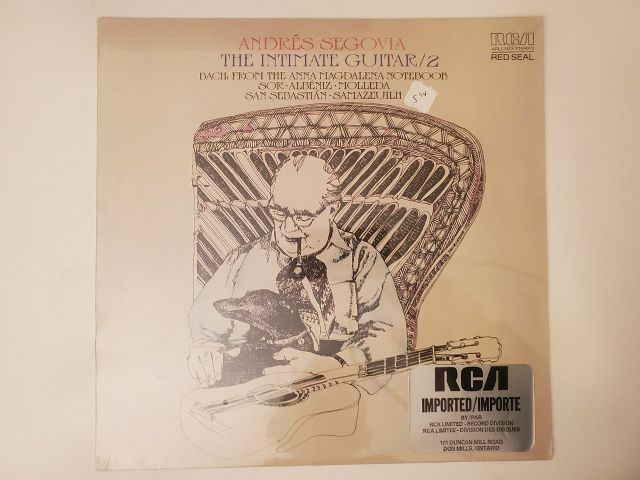 ANDRÉS SEGOVIA
THE INTIMATE GUITAR/2
BACH: FROM THE ANNA MAGDALENA NOTEBOOK
SOR · ALBÉNIZ · MOLLEDA
SAN SEBASTIÁN · SAMAZEUILH
RCA
STEREO
RED SEAL
RCA
IMPORTED/IMPORTE
BY/PAR
RCA LIMITED - RECORD DIVISION
RCA LIMITEE - DIVISION DES DISQUES
101 DUNCAN MILL ROAD
DON MILLS, ONTARIO